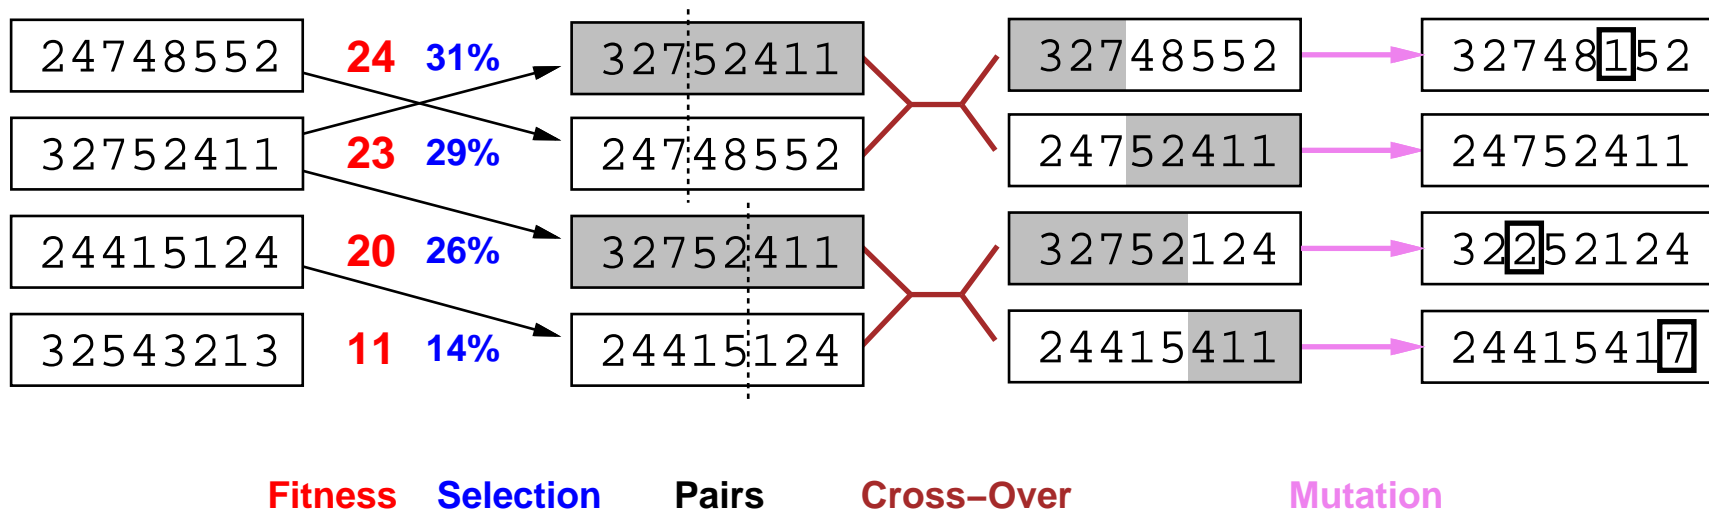 24748552 24 31% 32752411 32748552 32748152
32752411 23 29% 24748552 24752411 24752411
24415124 20 26% 32752411 32752124 32252124
32543213 11 14% 24415124 24415411 24415417
Fitness Selection Pairs Cross–Over Mutation